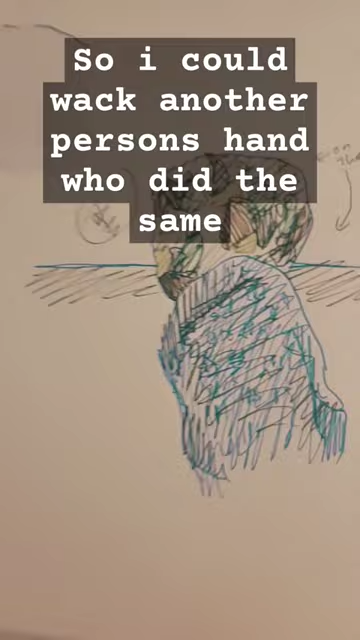 So i could
wack another
persons hand
who did the
same